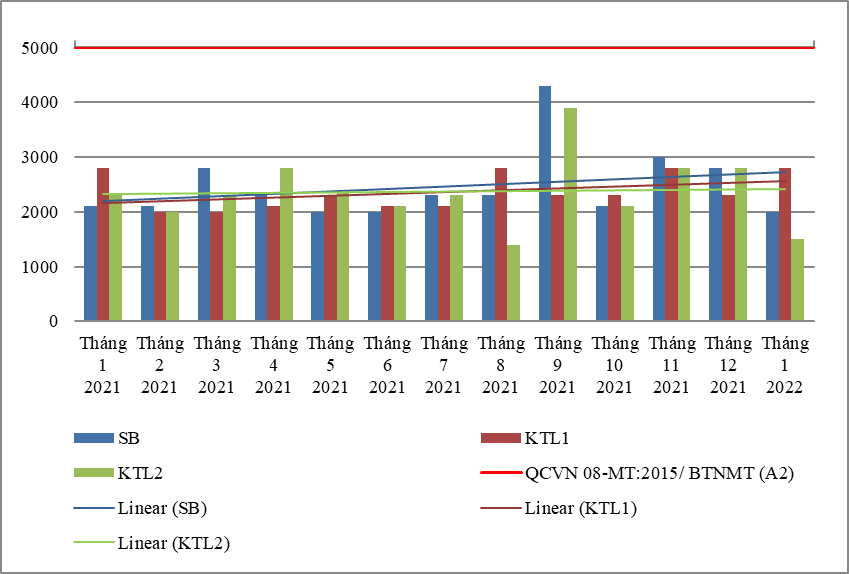 5000
4000
3000
2000
1000
0
Tháng 1 2021
Tháng 2 2021
Tháng 3 2021
Tháng 4 2021
Tháng 5 2021
Tháng 6 2021
Tháng 7 2021
Tháng 8 2021
Tháng 9 2021
Tháng 10 2021
Tháng 11 2021
Tháng 12 2021
Tháng 1 2022
SB
KTL1
KTL2
QCVN 08-MT:2015/ BTNMT (A2)
Linear (SB)
Linear (KTL1)
Linear (KTL2)